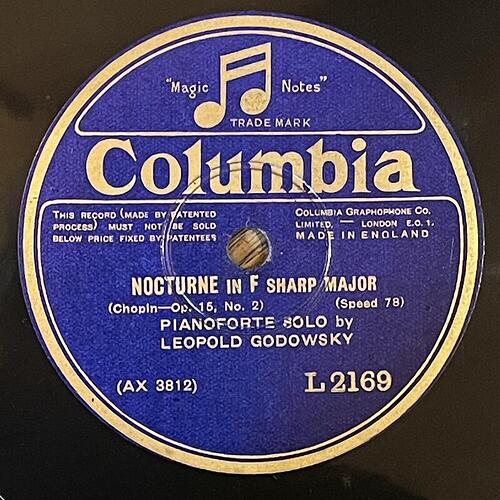 "Magic Notes"
TRADE MARK
Columbia
THIS RECORD (MADE BY PATENTED
PROCESS) MUST NOT BE SOLD
BELOW PRICE FIXED BY PATENTEES
COLUMBIA GRAPHOPHONE CO.
LIMITED, — LONDON E.C. 1.
MADE IN ENGLAND
NOCTURNE IN F SHARP MAJOR
(Chopin—Op. 15, No. 2) (Speed 78)
PIANOFORTE SOLO by
LEOPOLD GODOWSKY
(AX 3812) L 2169